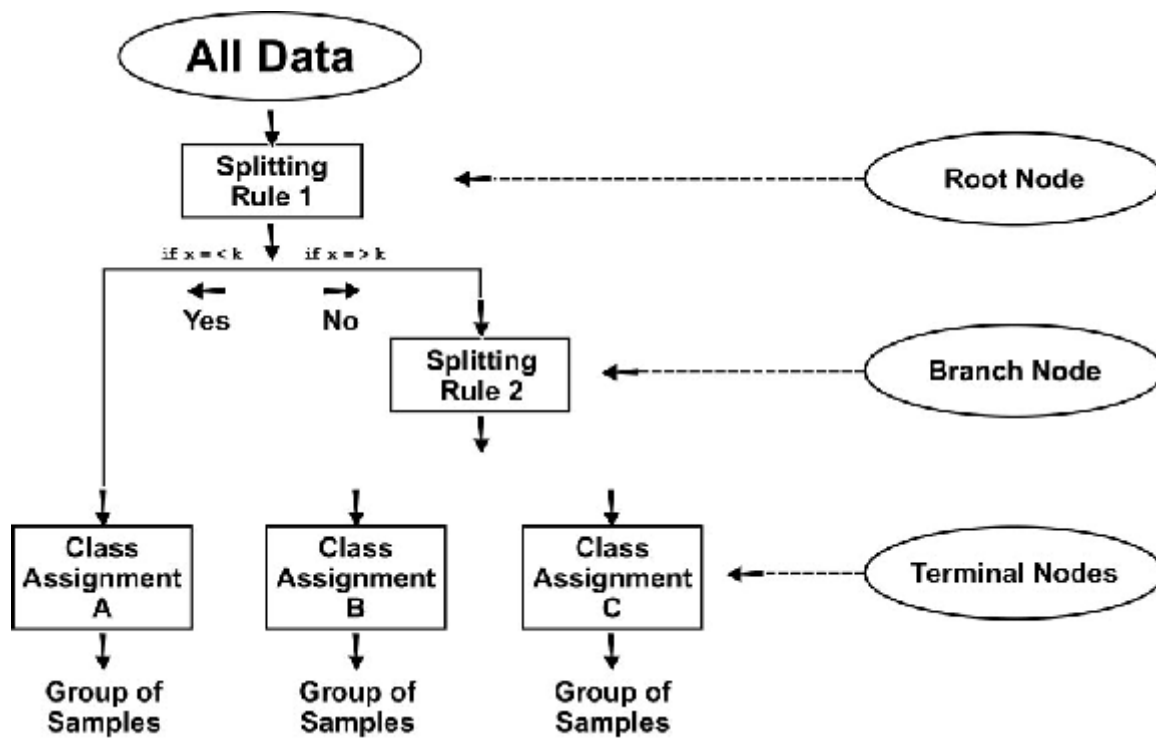 All Data
Splitting
Rule 1
Root Node
if x = < k
if x = > k
Yes
No
Splitting
Rule 2
Branch Node
Class
Assignment
A
Class
Assignment
B
Class
Assignment
C
Terminal Nodes
Group of
Samples
Group of
Samples
Group of
Samples